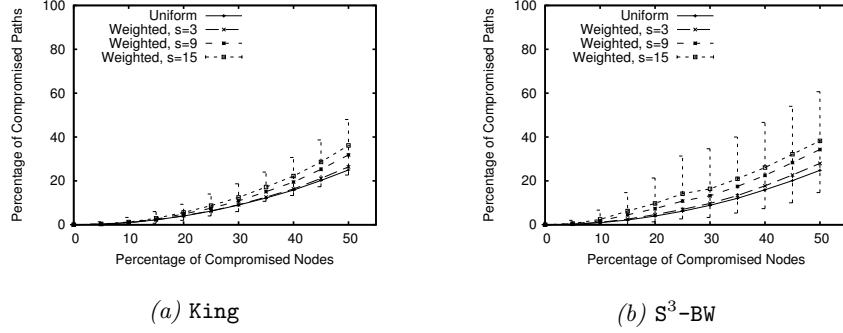 Percentage of Compromised Paths
100
80
60
40
20
0
Uniform
Weighted, s=3
Weighted, s=9
Weighted, s=15
0 10 20 30 40 50
Percentage of Compromised Nodes
(a) King
Percentage of Compromised Paths
100
80
60
40
20
0
Uniform
Weighted, s=3
Weighted, s=9
Weighted, s=15
0 10 20 30 40 50
Percentage of Compromised Nodes
(b) S³-BW